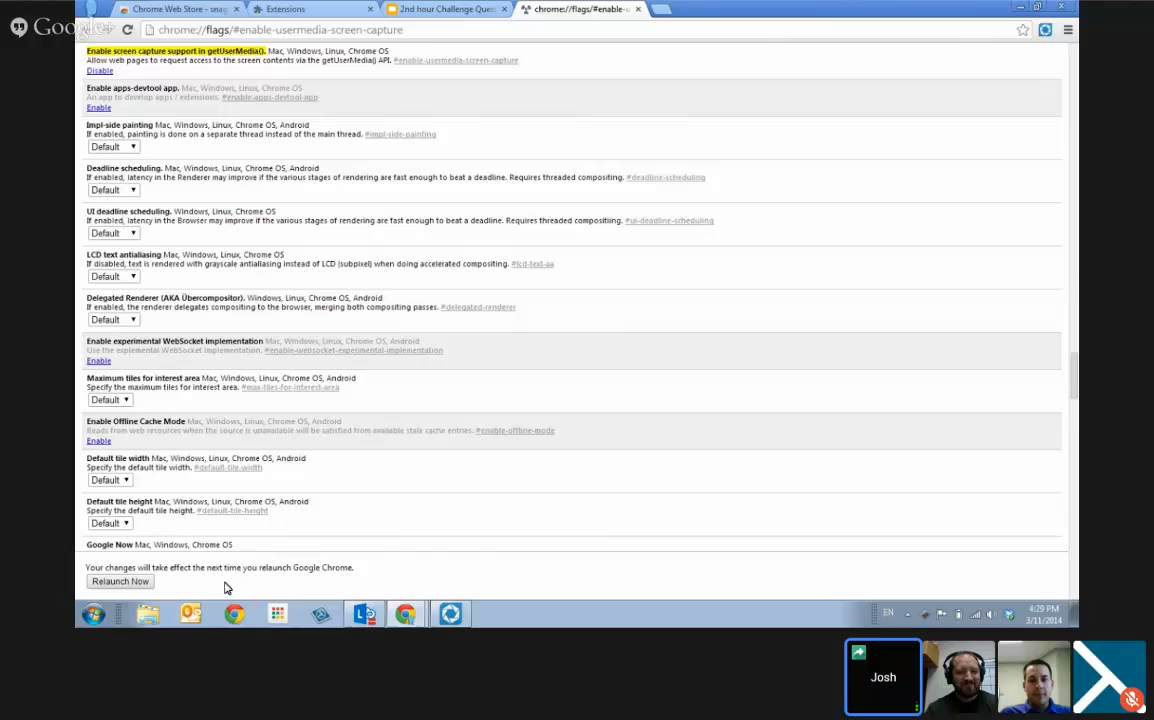 Chrome Web Store - snag
Extensions
2nd hour Challenge Ques
chrome://flags/#enable-u
Google+
chrome://flags/#enable-usermedia-screen-capture
Enable screen capture support in getUserMedia(). Mac, Windows, Linux, Chrome OS
Allow web pages to request access to the screen contents via the getUserMedia() API. #enable-usermedia-screen-capture
Disable
Enable apps-devtool app. Mac, Windows, Linux, Chrome OS
An app to develop apps / extensions. #enable-apps-devtool-app
Enable
Impl-side painting Mac, Windows, Linux, Chrome OS, Android
If enabled, painting is done on a separate thread instead of the main thread. #impl-side-painting
Default
Deadline scheduling. Mac, Windows, Linux, Chrome OS, Android
If enabled, latency in the Renderer may improve if the various stages of rendering are fast enough to beat a deadline. Requires threaded compositing. #deadline-scheduling
Default
UI deadline scheduling. Windows, Linux, Chrome OS
If enabled, latency in the Browser may improve if the various stages of rendering are fast enough to beat a deadline. Requires threaded compositiing. #ui-deadline-scheduling
Default
LCD text antialiasing Mac, Windows, Linux, Chrome OS
If disabled, text is rendered with grayscale antialiasing instead of LCD (subpixel) when doing accelerated compositing. #lcd-text-aa
Default
Delegated Renderer (AKA Übercompositor). Windows, Linux, Chrome OS, Android
If enabled, the renderer delegates compositing to the browser, merging both compositing passes. #delegated-renderer
Default
Enable experimental WebSocket implementation Mac, Windows, Linux, Chrome OS, Android
Use the expiemental WebSocket implementation. #enable-websocket-experimental-implementation
Enable
Maximum tiles for interest area Mac, Windows, Linux, Chrome OS, Android
Specify the maximum tiles for interest area. #max-tiles-for-interest-area
Default
Enable Offline Cache Mode Mac, Windows, Linux, Chrome OS, Android
Reads from web resources when the source is unavailable will be satisfied from available stale cache entries. #enable-offline-mode
Enable
Default tile width Mac, Windows, Linux, Chrome OS, Android
Specify the default tile width. #default-tile-width
Default
Default tile height Mac, Windows, Linux, Chrome OS, Android
Specify the default tile height. #default-tile-height
Default
Google Now Mac, Windows, Chrome OS
Your changes will take effect the next time you relaunch Google Chrome.
Relaunch Now
EN
4:29 PM
3/11/2014
Josh